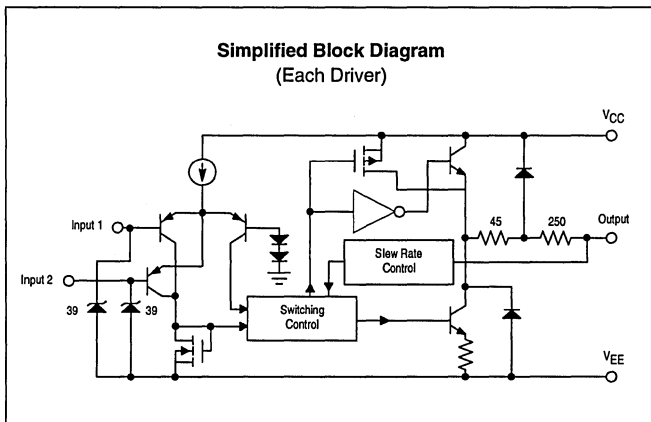 Simplified Block Diagram
(Each Driver)
VCC
Input 1
45
250
Output
Input 2
Slew Rate
Control
39
39
Switching
Control
VEE